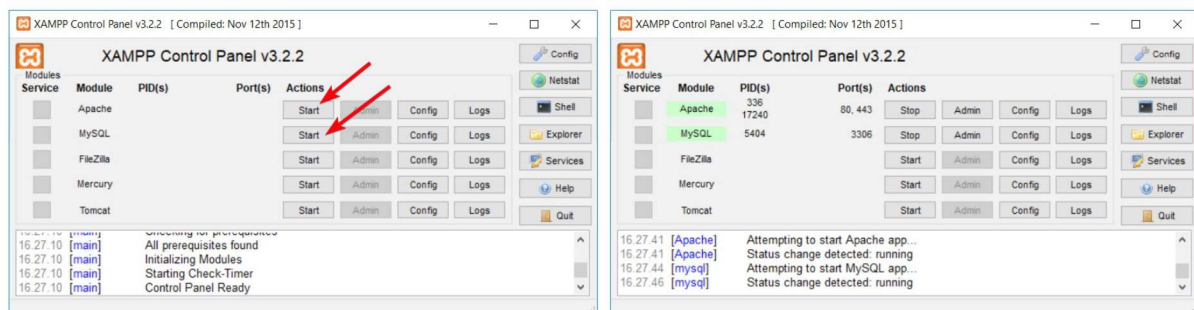 XAMPP Control Panel v3.2.2 [ Compiled: Nov 12th 2015 ]
XAMPP Control Panel v3.2.2
Config
Modules
Service Module PID(s) Port(s) Actions
Netstat
Apache Start Admin Config Logs
Shell
MySQL Start Admin Config Logs
Explorer
FileZilla Start Admin Config Logs
Services
Mercury Start Admin Config Logs
Help
Tomcat Start Admin Config Logs
Quit
[main] Checking for prerequisites
16.27.10 [main] All prerequisites found
16.27.10 [main] Initializing Modules
16.27.10 [main] Starting Check-Timer
16.27.10 [main] Control Panel Ready
XAMPP Control Panel v3.2.2 [ Compiled: Nov 12th 2015 ]
XAMPP Control Panel v3.2.2
Config
Modules
Service Module PID(s) Port(s) Actions
Netstat
Apache 336 17240 80, 443 Stop Admin Config Logs
Shell
MySQL 5404 3306 Stop Admin Config Logs
Explorer
FileZilla Start Admin Config Logs
Services
Mercury Start Admin Config Logs
Help
Tomcat Start Admin Config Logs
Quit
16.27.41 [Apache] Attempting to start Apache app...
16.27.41 [Apache] Status change detected: running
16.27.44 [mysql] Attempting to start MySQL app...
16.27.46 [mysql] Status change detected: running